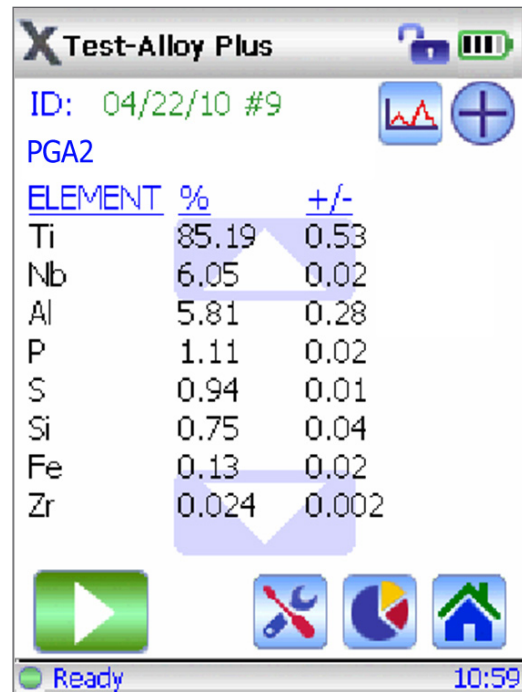 X Test-Alloy Plus
ID: 04/22/10 #9
PGA2
ELEMENT % +/-
Ti 85.19 0.53
Nb 6.05 0.02
Al 5.81 0.28
P 1.11 0.02
S 0.94 0.01
Si 0.75 0.04
Fe 0.13 0.02
Zr 0.024 0.002
Ready 10:59